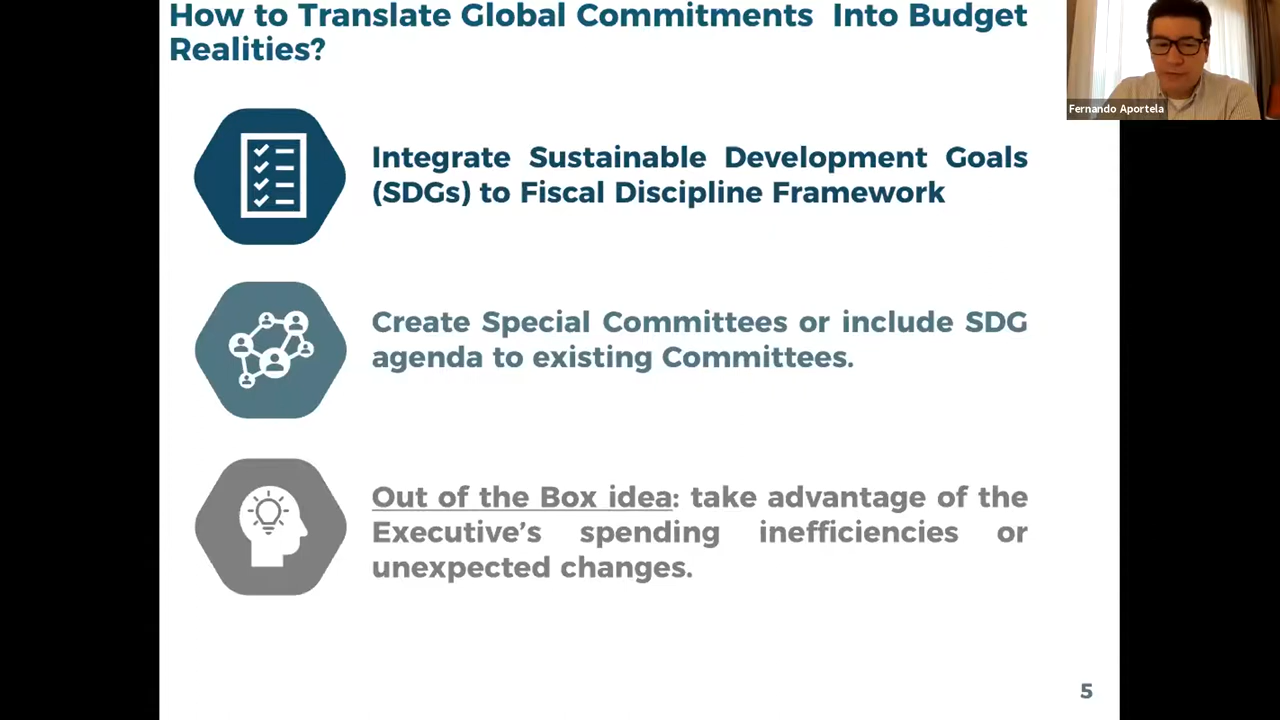 How to Translate Global Commitments Into Budget
Realities?
Fernando Aportela
Integrate Sustainable Development Goals
(SDGs) to Fiscal Discipline Framework
Create Special Committees or include SDG
agenda to existing Committees.
Out of the Box idea: take advantage of the
Executive’s spending inefficiencies or
unexpected changes.
5